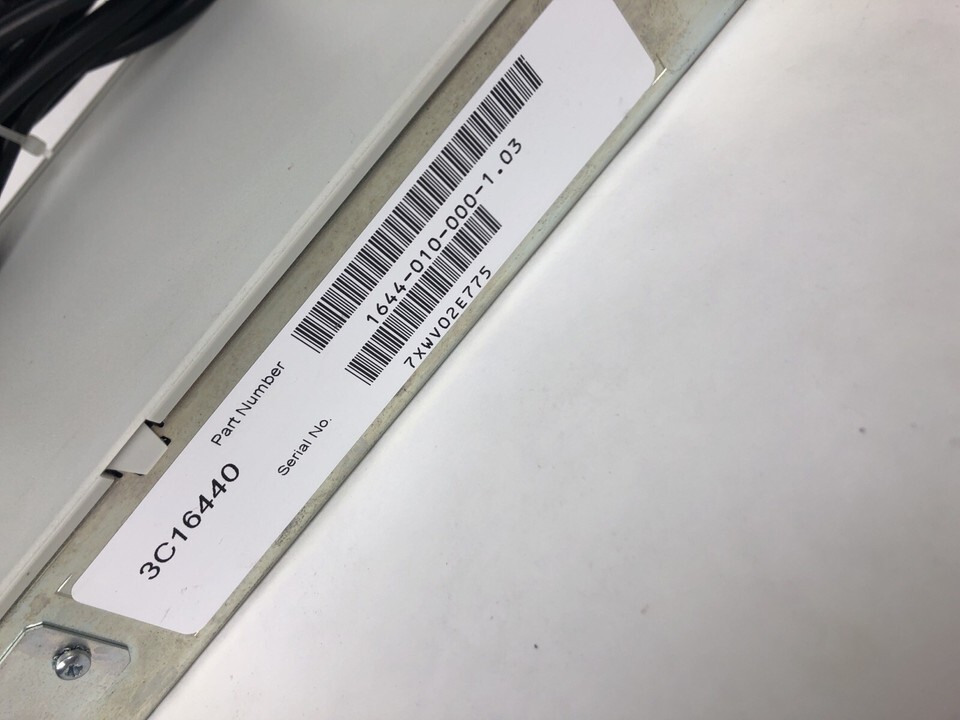 3C16440
Part Number
1644-010-000-1.03
Serial No.
7XWV02E775